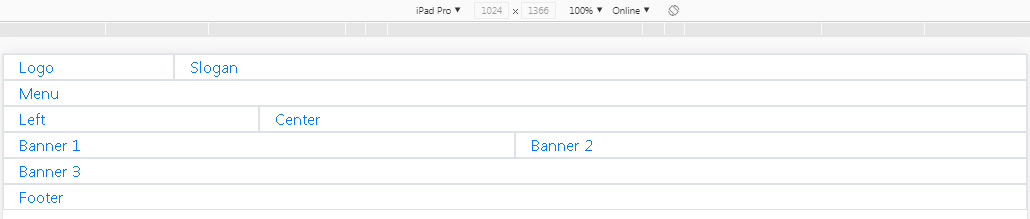 iPad Pro ▼ 1024 × 1366 100% ▼ Online ▼
Logo Slogan
Menu
Left Center
Banner 1 Banner 2
Banner 3
Footer